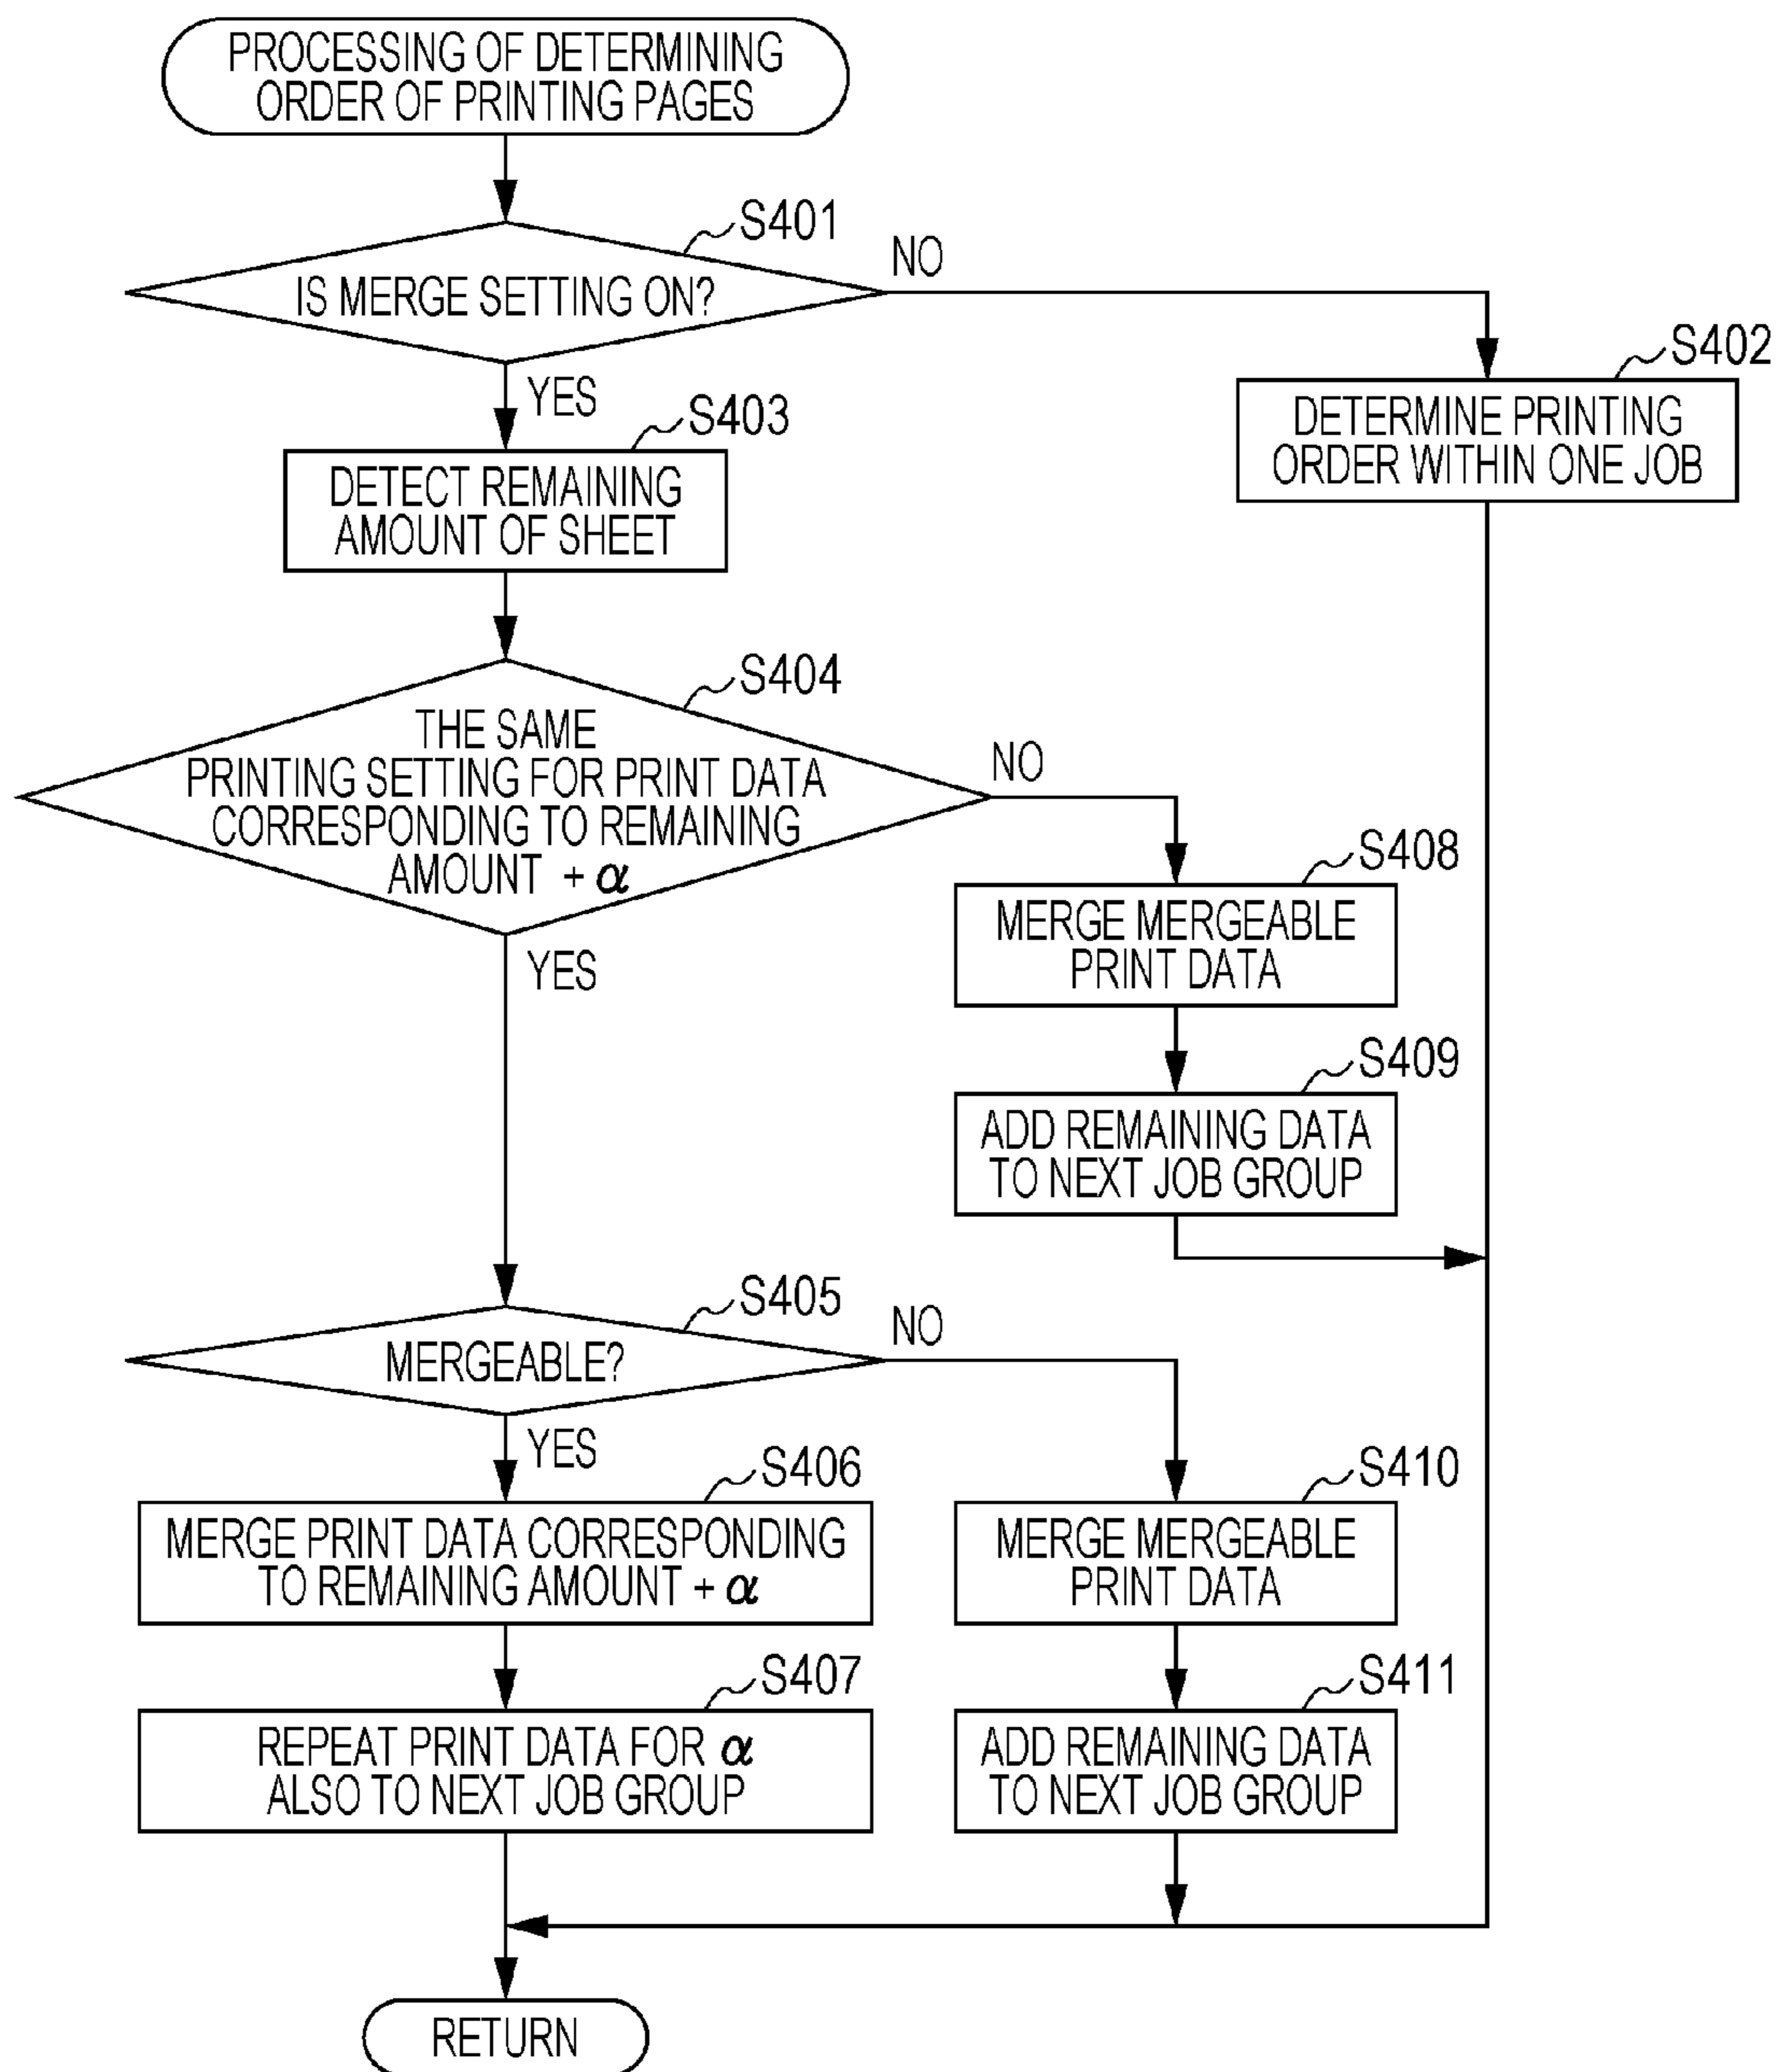 PROCESSING OF DETERMINING
ORDER OF PRINTING PAGES
S401
IS MERGE SETTING ON?
NO
YES
S402
DETERMINE PRINTING
ORDER WITHIN ONE JOB
S403
DETECT REMAINING
AMOUNT OF SHEET
S404
THE SAME
PRINTING SETTING FOR PRINT DATA
CORRESPONDING TO REMAINING
AMOUNT + α
NO
YES
S408
MERGE MERGEABLE
PRINT DATA
S409
ADD REMAINING DATA
TO NEXT JOB GROUP
S405
MERGEABLE?
NO
YES
S406
MERGE PRINT DATA CORRESPONDING
TO REMAINING AMOUNT + α
S410
MERGE MERGEABLE
PRINT DATA
S407
REPEAT PRINT DATA FOR α
ALSO TO NEXT JOB GROUP
S411
ADD REMAINING DATA
TO NEXT JOB GROUP
RETURN